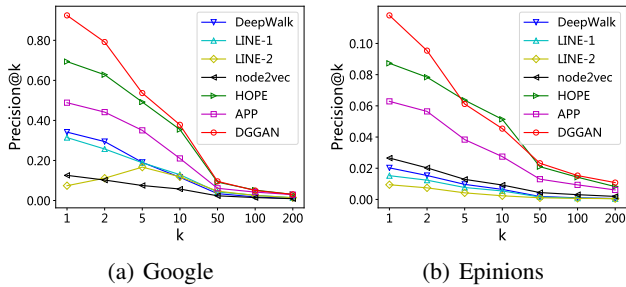 Precision@k
0.80
0.60
0.40
0.20
0.00
1 2 5 10 50 100 200
k
DeepWalk
LINE-1
LINE-2
node2vec
HOPE
APP
DGGAN
(a) Google
Precision@k
0.10
0.08
0.06
0.04
0.02
0.00
1 2 5 10 50 100 200
k
DeepWalk
LINE-1
LINE-2
node2vec
HOPE
APP
DGGAN
(b) Epinions